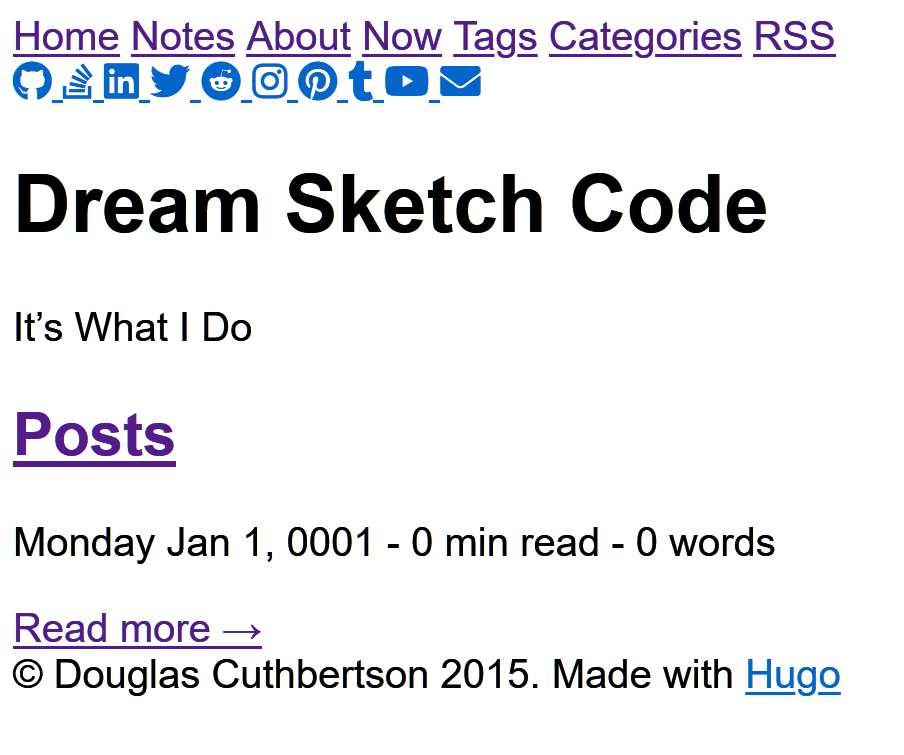 Home Notes About Now Tags Categories RSS
Dream Sketch Code
It’s What I Do
Posts
Monday Jan 1, 0001 - 0 min read - 0 words
Read more →
© Douglas Cuthbertson 2015. Made with Hugo